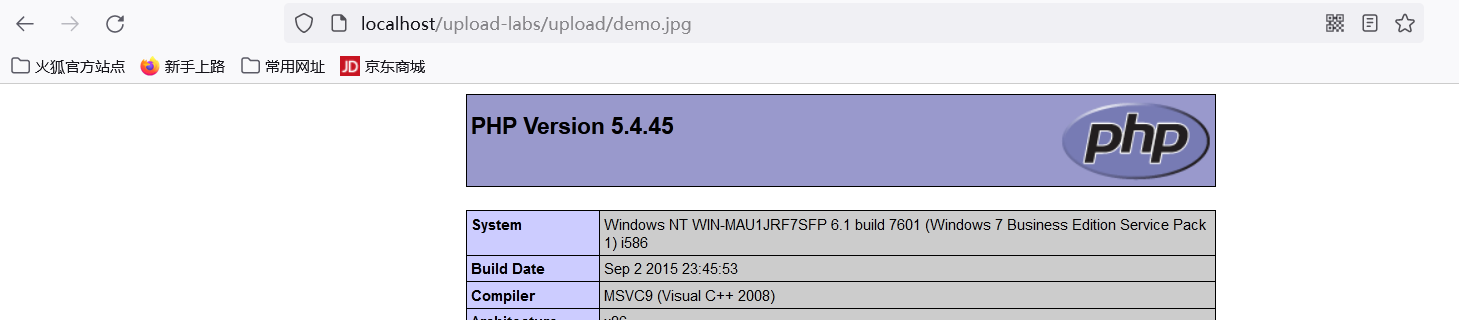 localhost/upload-labs/upload/demo.jpg
火狐官方站点 新手上路 常用网址 JD 京东商城
PHP Version 5.4.45 php
System Windows NT WIN-MAU1JRF7SFP 6.1 build 7601 (Windows 7 Business Edition Service Pack
1) i586
Build Date Sep 2 2015 23:45:53
Compiler MSVC9 (Visual C++ 2008)
Architecture x86